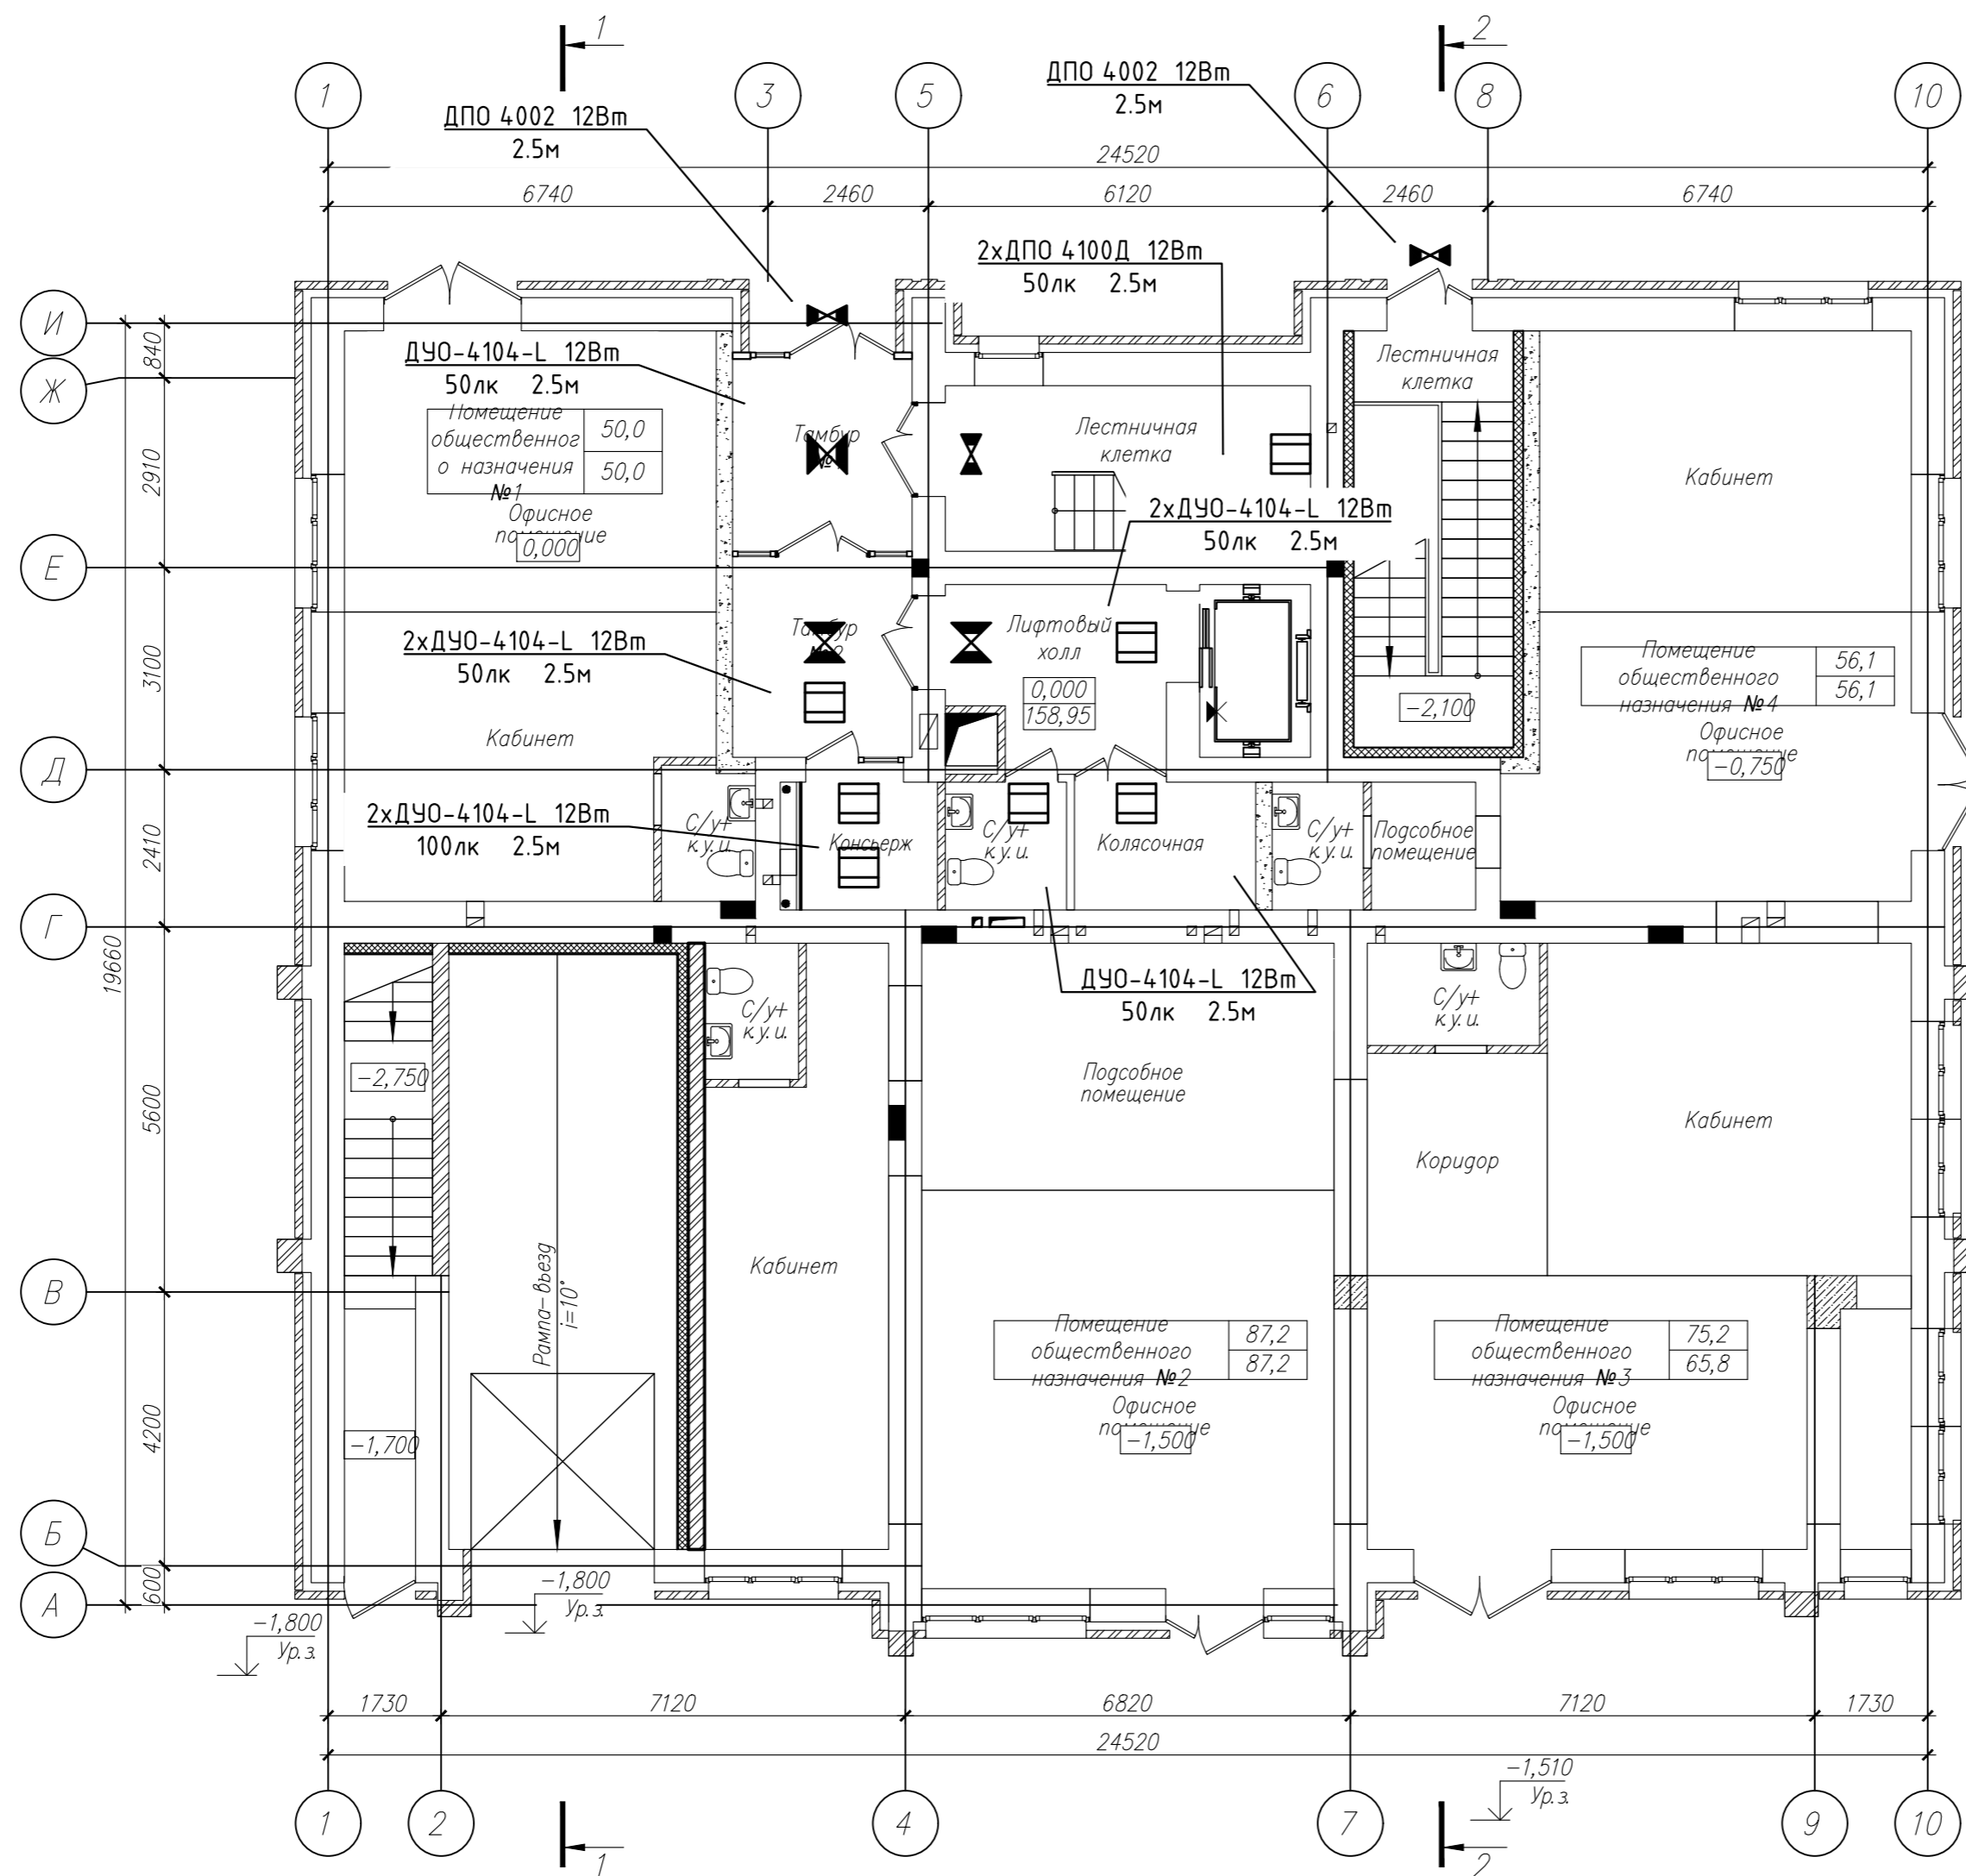 1
2
1
3
5
6
8
10
ДПО 4002 12Вт
2.5м
ДПО 4002 12Вт
2.5м
24520
6740
2460
6120
2460
6740
2хДПО 4100Д 12Вт
50лк 2.5м
И
840
Ж
ДУО-4104-L 12Вт
50лк 2.5м
Лестничная
клетка
Помещение
общественног
о назначения
№1
50,0
50,0
Офисное
помещение
0,000
Тамбур
Лестничная
клетка
Кабинет
2910
2хДУО-4104-L 12Вт
50лк 2.5м
Е
3100
2хДУО-4104-L 12Вт
50лк 2.5м
Тамбур
Лифтовый
холл
0,000
158,95
-2,100
Помещение
общественного
назначения №4
56,1
56,1
Офисное
помещение
-0,750
Кабинет
Д
2410
2хДУО-4104-L 12Вт
100лк 2.5м
С/у+
к.у.и.
Консьерж
С/у+
к.у.и.
Колясочная
С/у+
к.у.и.
Подсобное
помещение
Г
19660
ДУО-4104-L 12Вт
50лк 2.5м
С/у+
к.у.и.
С/у+
к.у.и.
-2,750
5600
Подсобное
помещение
Коридор
Кабинет
Рампа-въезд
i=10°
Кабинет
В
Помещение
общественного
назначения №2
87,2
87,2
Офисное
помещение
-1,500
Помещение
общественного
назначения №3
75,2
65,8
Офисное
помещение
-1,500
4200
-1,700
Б
600
А
-1,800
Ур.з.
-1,800
Ур.з.
1730
7120
6820
7120
1730
24520
-1,510
Ур.з.
1
2
4
7
9
10
1
2